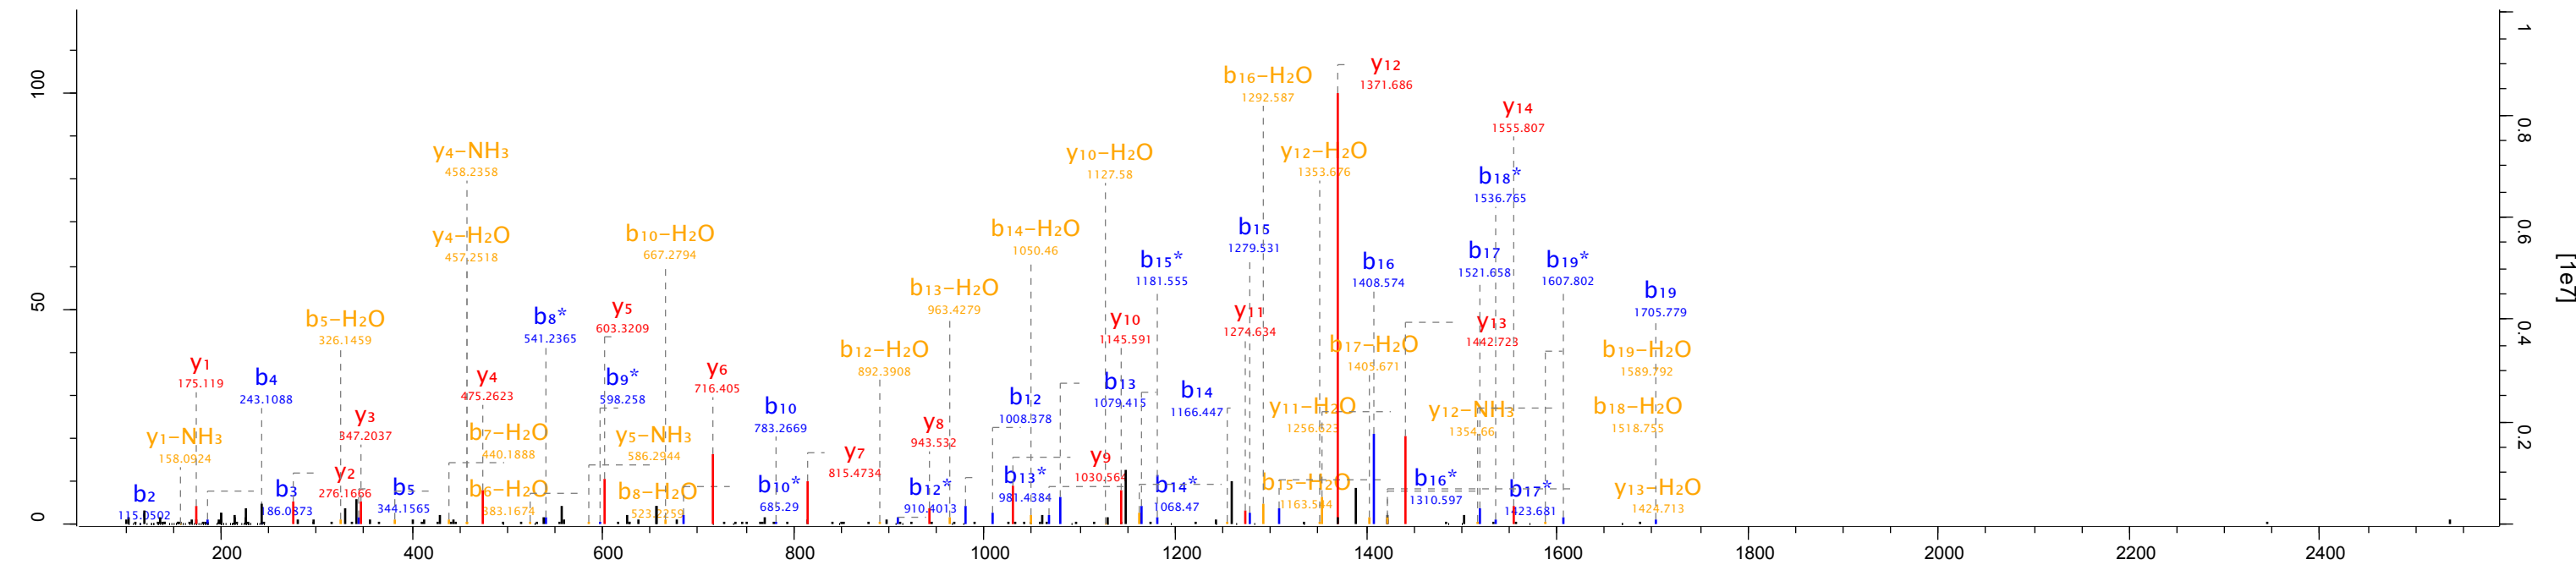 b16–H2O
1292.587
y12
1371.686
y14
1555.807
y4–NH3
458.2358
y10–H2O
1127.58
y12–H2O
1353.676
b18*
1536.765
y4–H2O
457.2518
b10–H2O
667.2794
b14–H2O
1050.46
b15
1279.531
b15*
1181.555
b16
1408.574
b17
1521.658
b19*
1607.802
b13–H2O
963.4279
b19
1705.779
b5–H2O
326.1459
b8*
541.2365
y5
603.3209
y10
1145.591
y11
1274.634
y13
1442.723
b12–H2O
892.3908
b17–H2O
1405.671
b19–H2O
1589.792
y1
175.119
b4
243.1088
y4
475.2623
b9*
598.258
y6
716.405
b13
1079.415
b14
1166.447
b10
783.2669
b12
1008.378
y11–H2O
1256.623
y12–NH3
1354.66
b18–H2O
1518.755
y3
347.2037
y8
943.532
y1–NH3
158.0924
b7–H2O
440.1888
y5–NH3
586.2944
y7
815.4734
y9
1030.564
y2
276.1666
b2
115.0502
b3
186.0873
b5
344.1565
b6–H2O
383.1674
b8–H2O
523.2259
b10*
685.29
b12*
910.4013
b13*
981.4384
b14*
1068.47
b15–H2O
1163.544
b16*
1310.597
b17*
1423.681
y13–H2O
1424.713
100
50
0
1
0.8
0.6
0.4
0.2
[1e7]
200 400 600 800 1000 1200 1400 1600 1800 2000 2200 2400